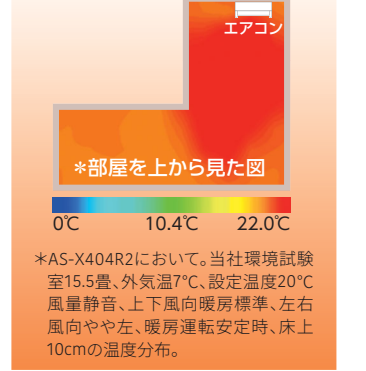 エアコン
＊部屋を上から見た図
0℃ 10.4℃ 22.0℃
＊AS-X404R2において。当社環境試験
室15.5畳、外気温7℃、設定温度20℃
風量静音、上下風向暖房標準、左右
風向やや左、暖房運転安定時、床上
10cmの温度分布。